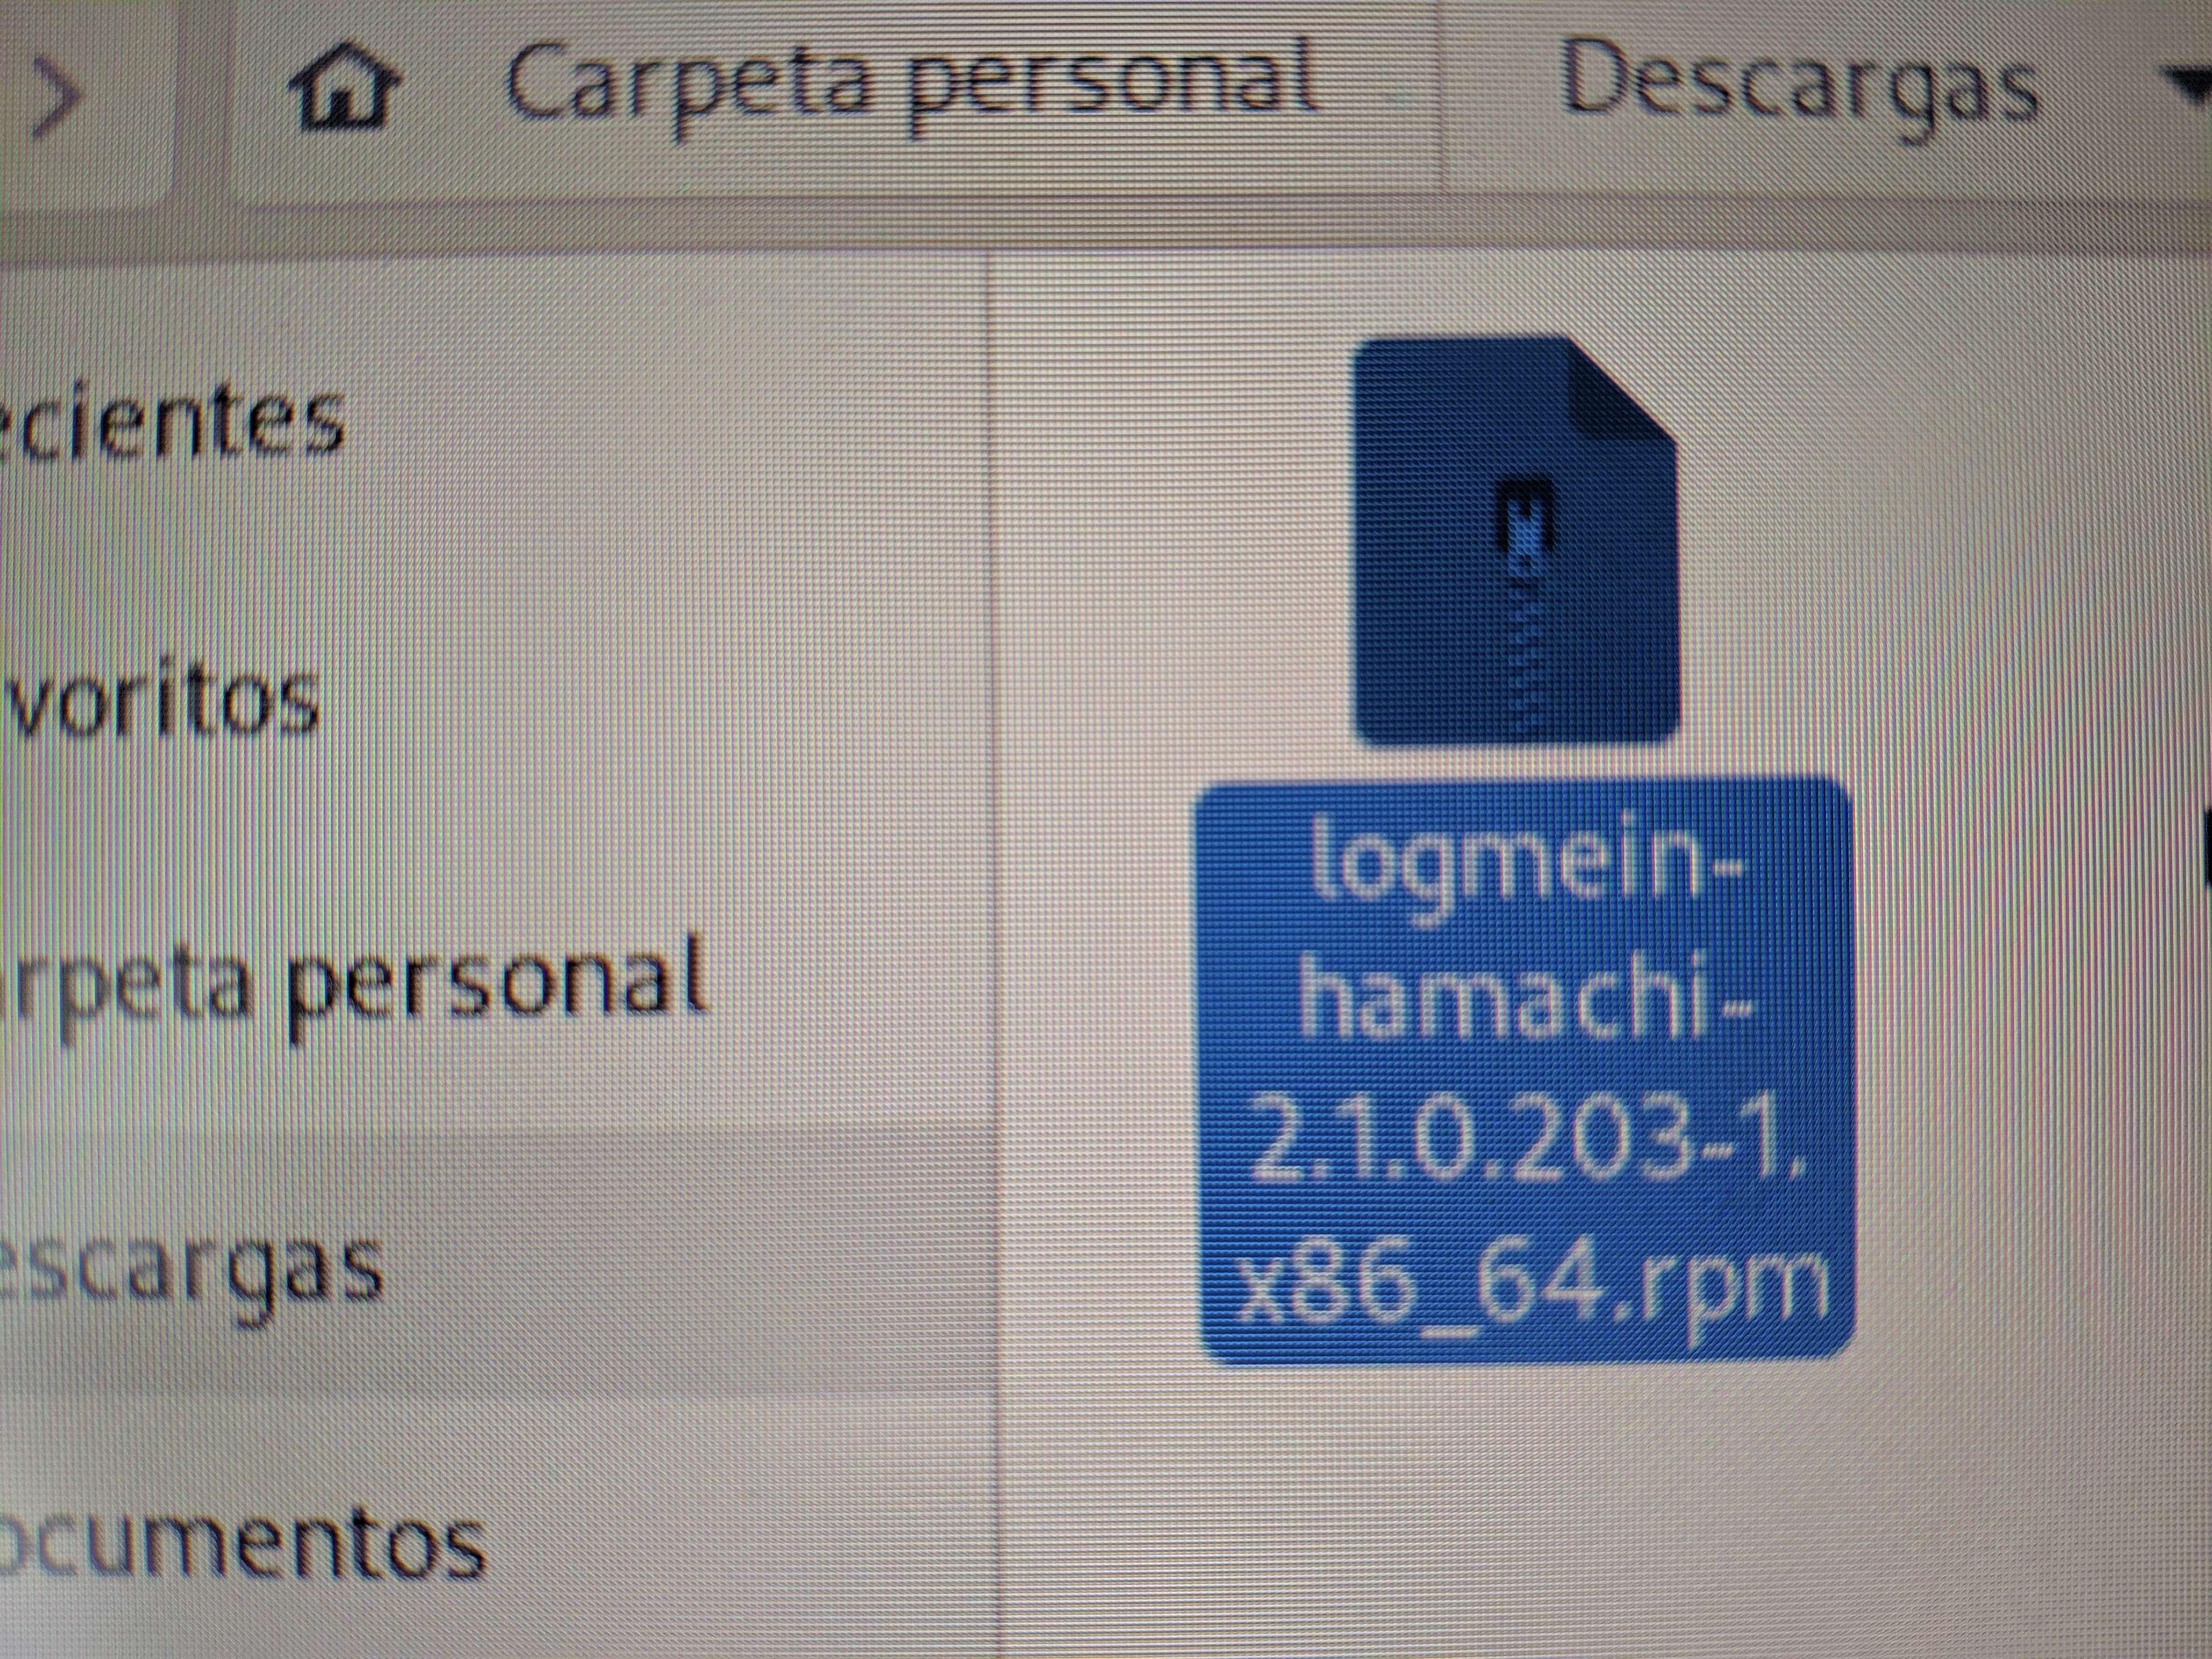 Carpeta personal
Descargas
ecientes
voritos
rpeta personal
escargas
ocumentos
logmein-
hamachi-
2.1.0.203-1.
x86_64.rpm